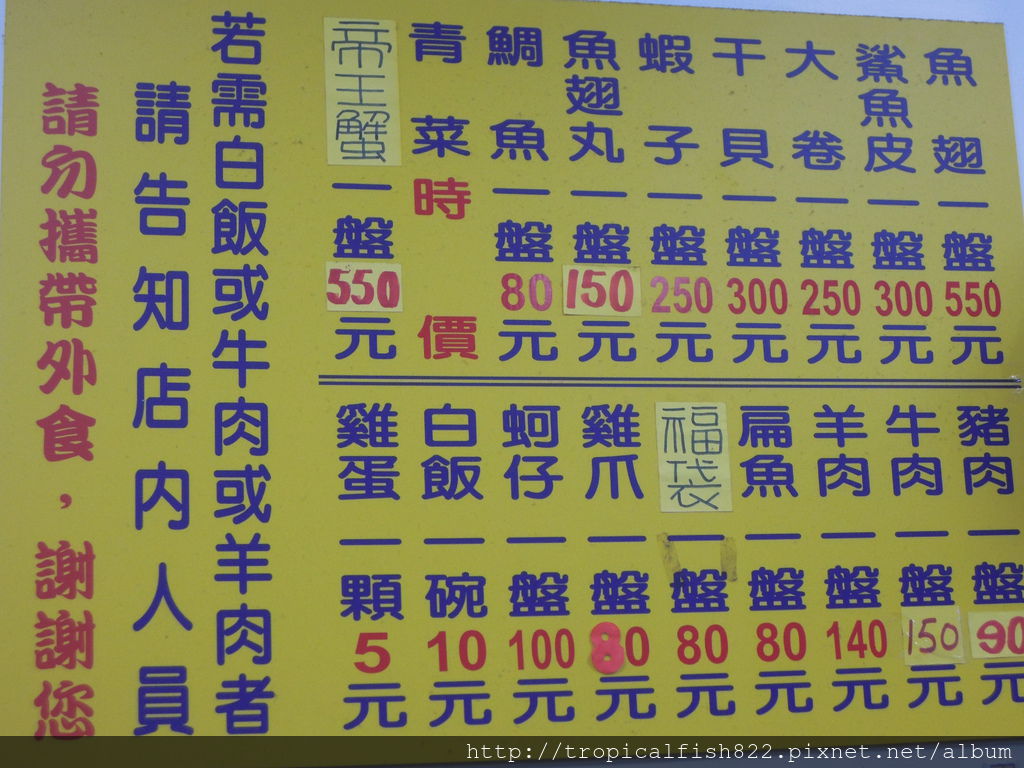 魚翅一盤550元
鯊魚皮一盤300元
大卷一盤250元
干貝一盤300元
蝦子一盤250元
魚翅丸一盤150元
鯛魚一盤80元
青菜時價
帝王蟹一盤550元
豬肉一盤90元
牛肉一盤150元
羊肉一盤140元
扁魚一盤80元
福袋一盤80元
雞爪一盤80元
蚵仔一盤100元
白飯一碗10元
雞蛋一顆5元
若需白飯或牛肉或羊肉者
請告知店內人員
請勿攜帶外食，謝謝您
http://tropicalfish822.pixnet.net/album